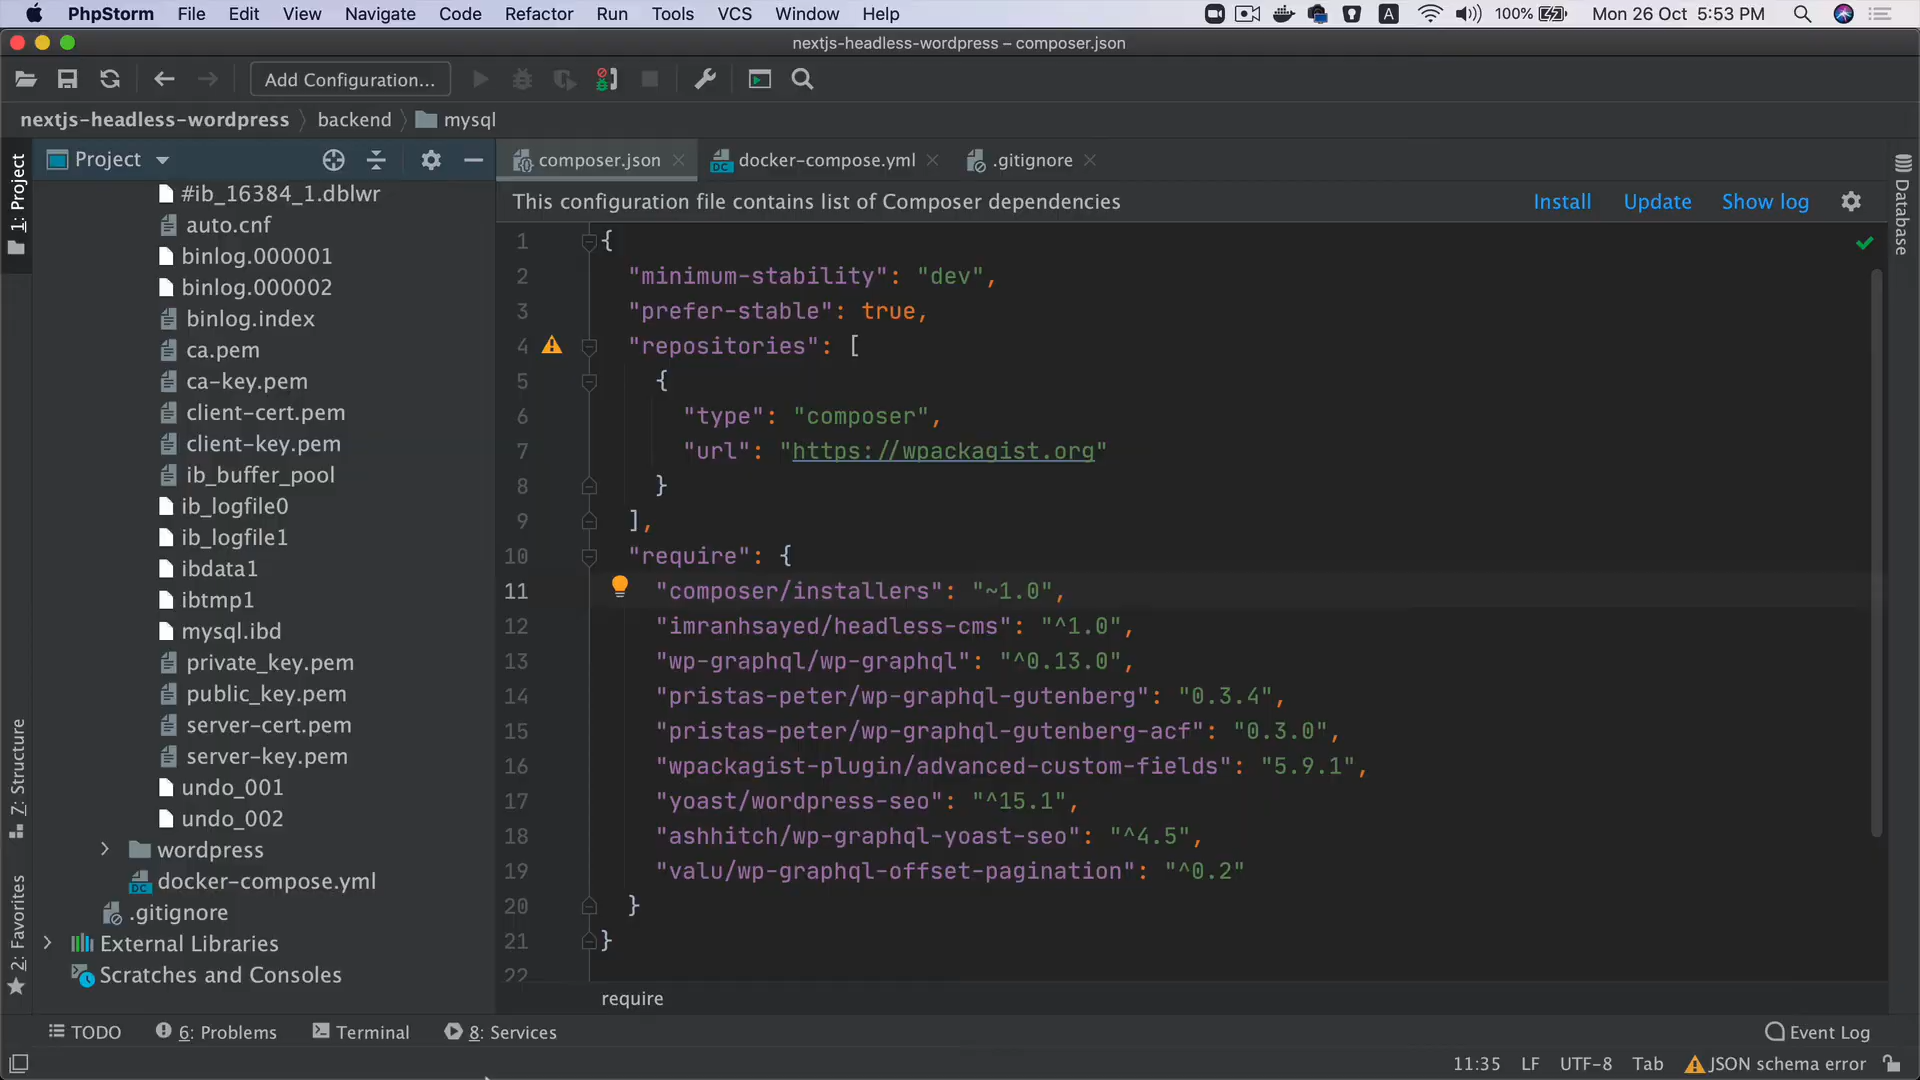 PhpStorm File Edit View Navigate Code Refactor Run Tools VCS Window Help A 100% Mon 26 Oct 5:53 PM
nextjs-headless-wordpress – composer.json
Add Configuration...
nextjs-headless-wordpress backend mysql
1: Project
7: Structure
2: Favorites
Project
#ib_16384_1.dblwr
auto.cnf
binlog.000001
binlog.000002
binlog.index
ca.pem
ca-key.pem
client-cert.pem
client-key.pem
ib_buffer_pool
ib_logfile0
ib_logfile1
ibdata1
ibtmp1
mysql.ibd
private_key.pem
public_key.pem
server-cert.pem
server-key.pem
undo_001
undo_002
wordpress
DC docker-compose.yml
.gitignore
External Libraries
Scratches and Consoles
composer.json DC docker-compose.yml .gitignore
This configuration file contains list of Composer dependencies Install Update Show log
1 {
2 "minimum-stability": "dev",
3 "prefer-stable": true,
4 "repositories": [
5 {
6 "type": "composer",
7 "url": "https://wpackagist.org"
8 }
9 ],
10 "require": {
11 "composer/installers": "~1.0",
12 "imranhsayed/headless-cms": "^1.0",
13 "wp-graphql/wp-graphql": "^0.13.0",
14 "pristas-peter/wp-graphql-gutenberg": "0.3.4",
15 "pristas-peter/wp-graphql-gutenberg-acf": "0.3.0",
16 "wpackagist-plugin/advanced-custom-fields": "5.9.1",
17 "yoast/wordpress-seo": "^15.1",
18 "ashhitch/wp-graphql-yoast-seo": "^4.5",
19 "valu/wp-graphql-offset-pagination": "^0.2"
20 }
21 }
22
require
Database
TODO 6: Problems Terminal 8: Services Event Log
11:35 LF UTF-8 Tab JSON schema error